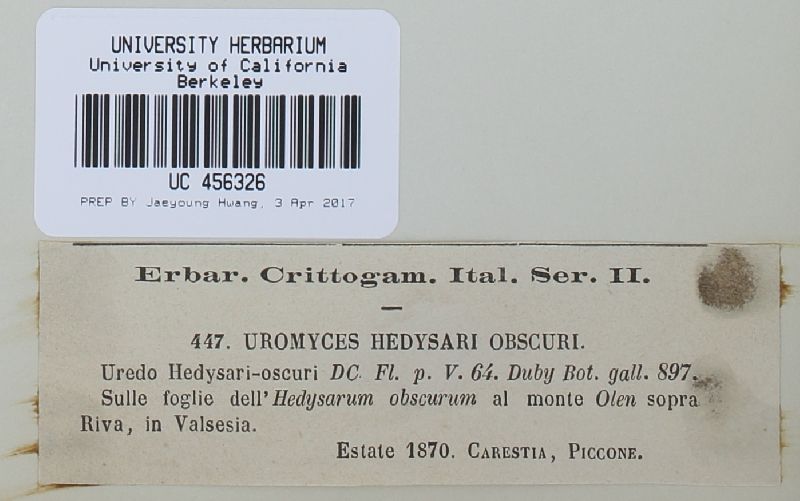 UNIVERSITY HERBARIUM
University of California
Berkeley
UC 456326
PREP BY Jaeyoung Hwang, 3 Apr 2017
Erbar. Crittogam. Ital. Ser. II.
447. UROMYCES HEDYSARI OBSCURI.
Uredo Hedysari-oscuri DC. Fl. p. V. 64. Duby Bot. gall. 897.
Sulle foglie dell' Hedysarum obscurum al monte Olen sopra
Riva, in Valsesia.
Estate 1870. CARESTIA, PICCONE.